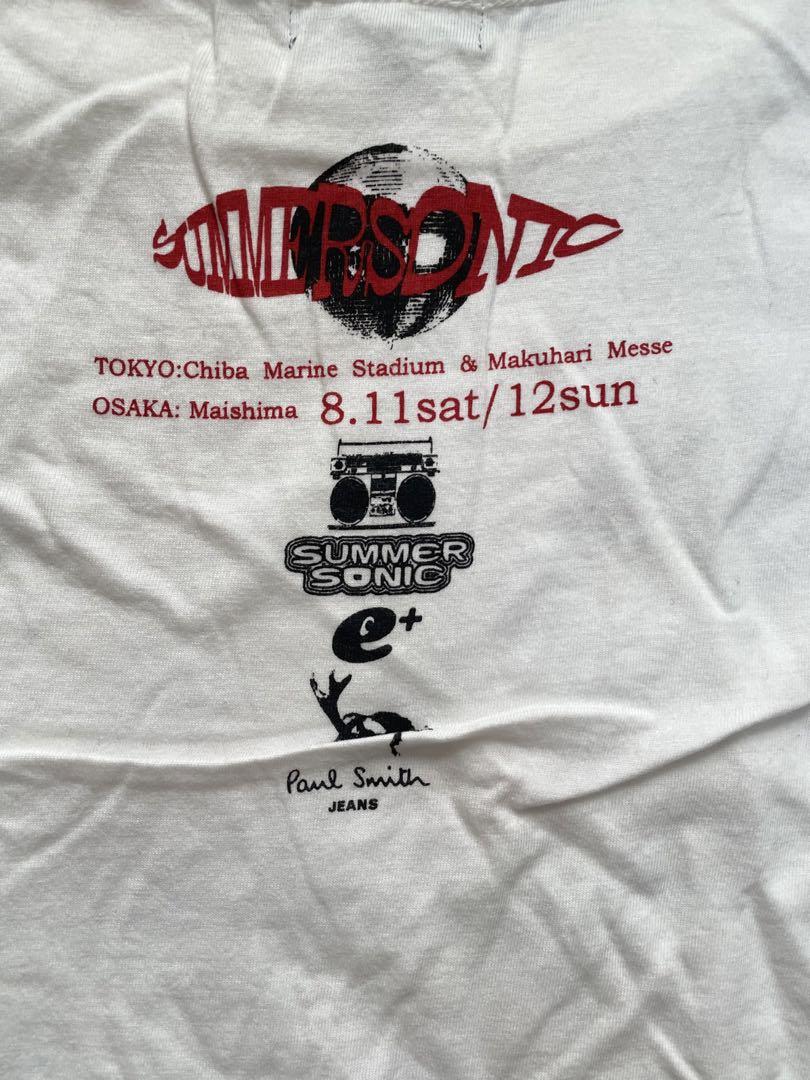 SUMMERSONIC
TOKYO:Chiba Marine Stadium & Makuhari Messe
OSAKA: Maishima 8.11sat/12sun
SUMMER
SONIC
e+
Paul Smith
JEANS